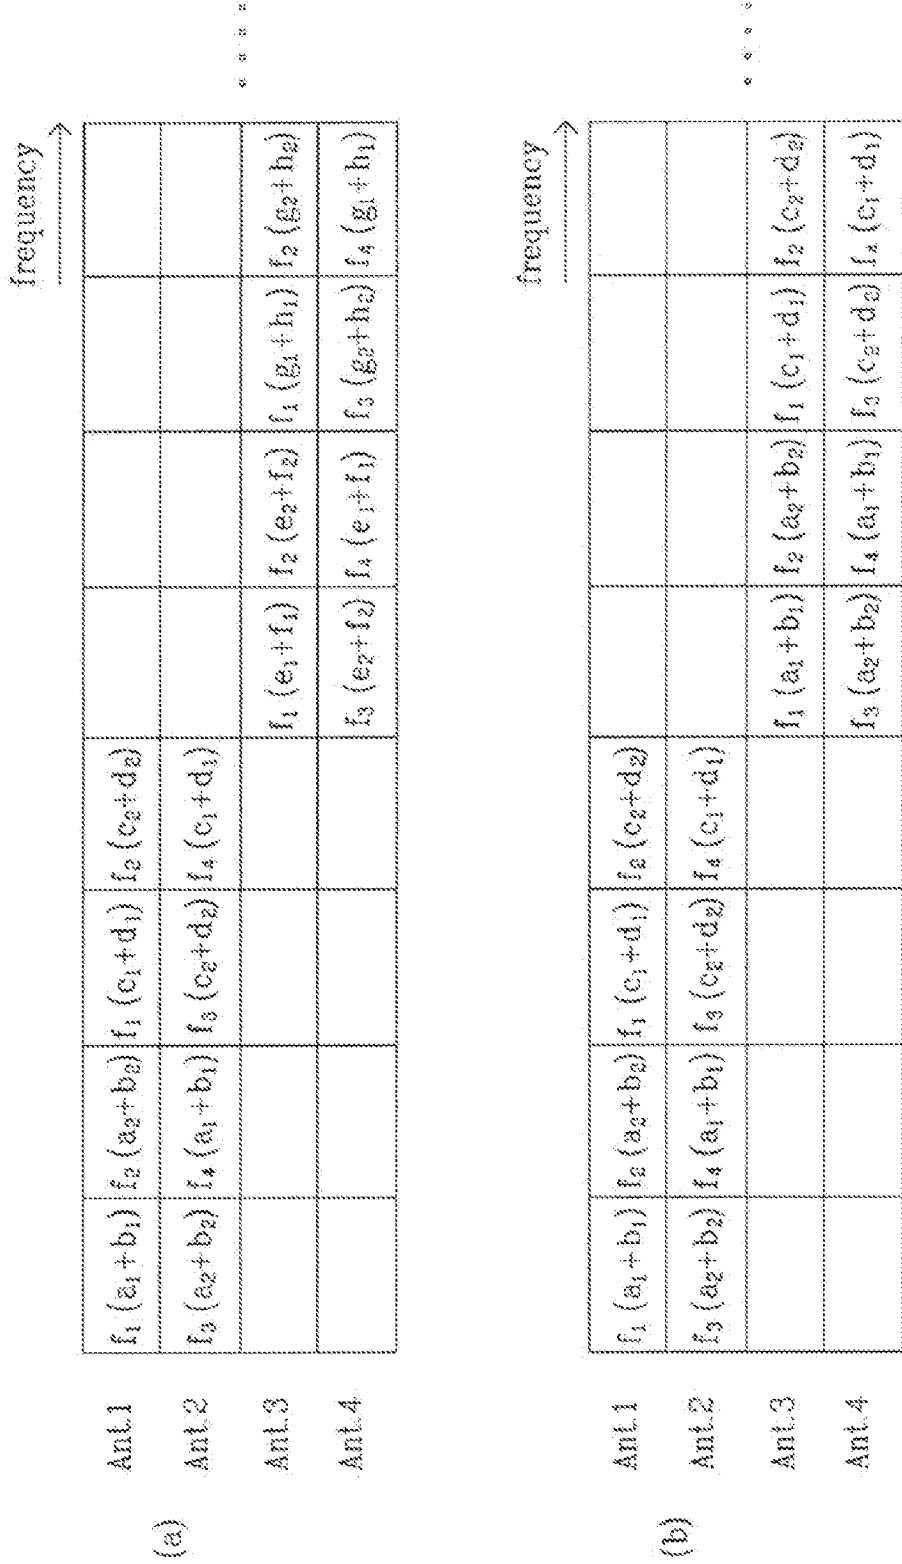 frequency
Ant.1 f₁ (a₁+b₁) f₂ (a₂+b₂) f₁ (c₁+d₁) f₂ (c₂+d₂)
Ant.2 f₃ (a₂+b₂) f₄ (a₁+b₁) f₃ (c₂+d₂) f₄ (c₁+d₁)
Ant.3 f₁ (e₁+f₁) f₂ (e₂+f₂) f₁ (g₁+h₁) f₂ (g₂+h₂)
Ant.4 f₃ (e₂+f₂) f₄ (e₁+f₁) f₃ (g₂+h₂) f₄ (g₁+h₁)
(a)
frequency
Ant.1 f₁ (a₁+b₁) f₂ (a₂+b₂) f₁ (c₁+d₁) f₂ (c₂+d₂)
Ant.2 f₃ (a₂+b₂) f₄ (a₁+b₁) f₃ (c₂+d₂) f₄ (c₁+d₁)
Ant.3 f₁ (a₁+b₁) f₂ (a₂+b₂) f₁ (c₁+d₁) f₂ (c₂+d₂)
Ant.4 f₃ (a₂+b₂) f₄ (a₁+b₁) f₃ (c₂+d₂) f₄ (c₁+d₁)
(b)